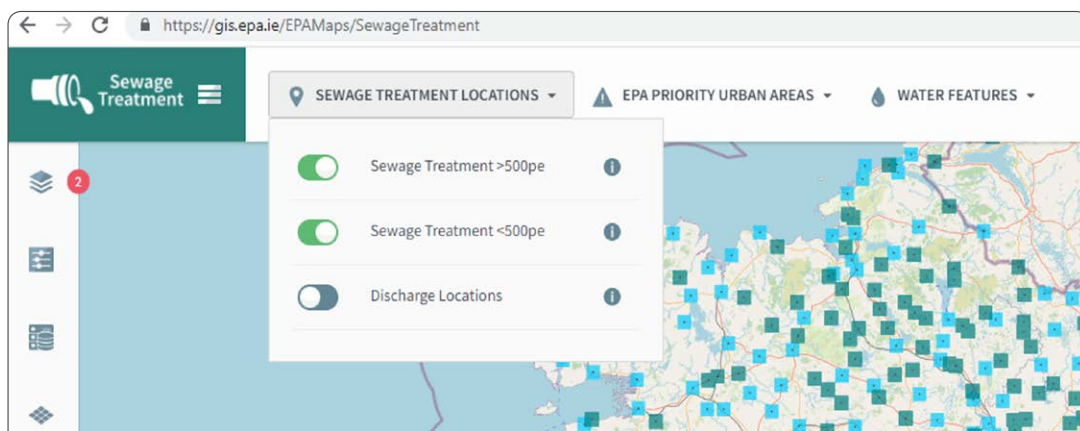 https://gis.epa.ie/EPAMaps/SewageTreatment
Sewage
Treatment
SEWAGE TREATMENT LOCATIONS
EPA PRIORITY URBAN AREAS
WATER FEATURES
2
Sewage Treatment >500pe
Sewage Treatment <500pe
Discharge Locations